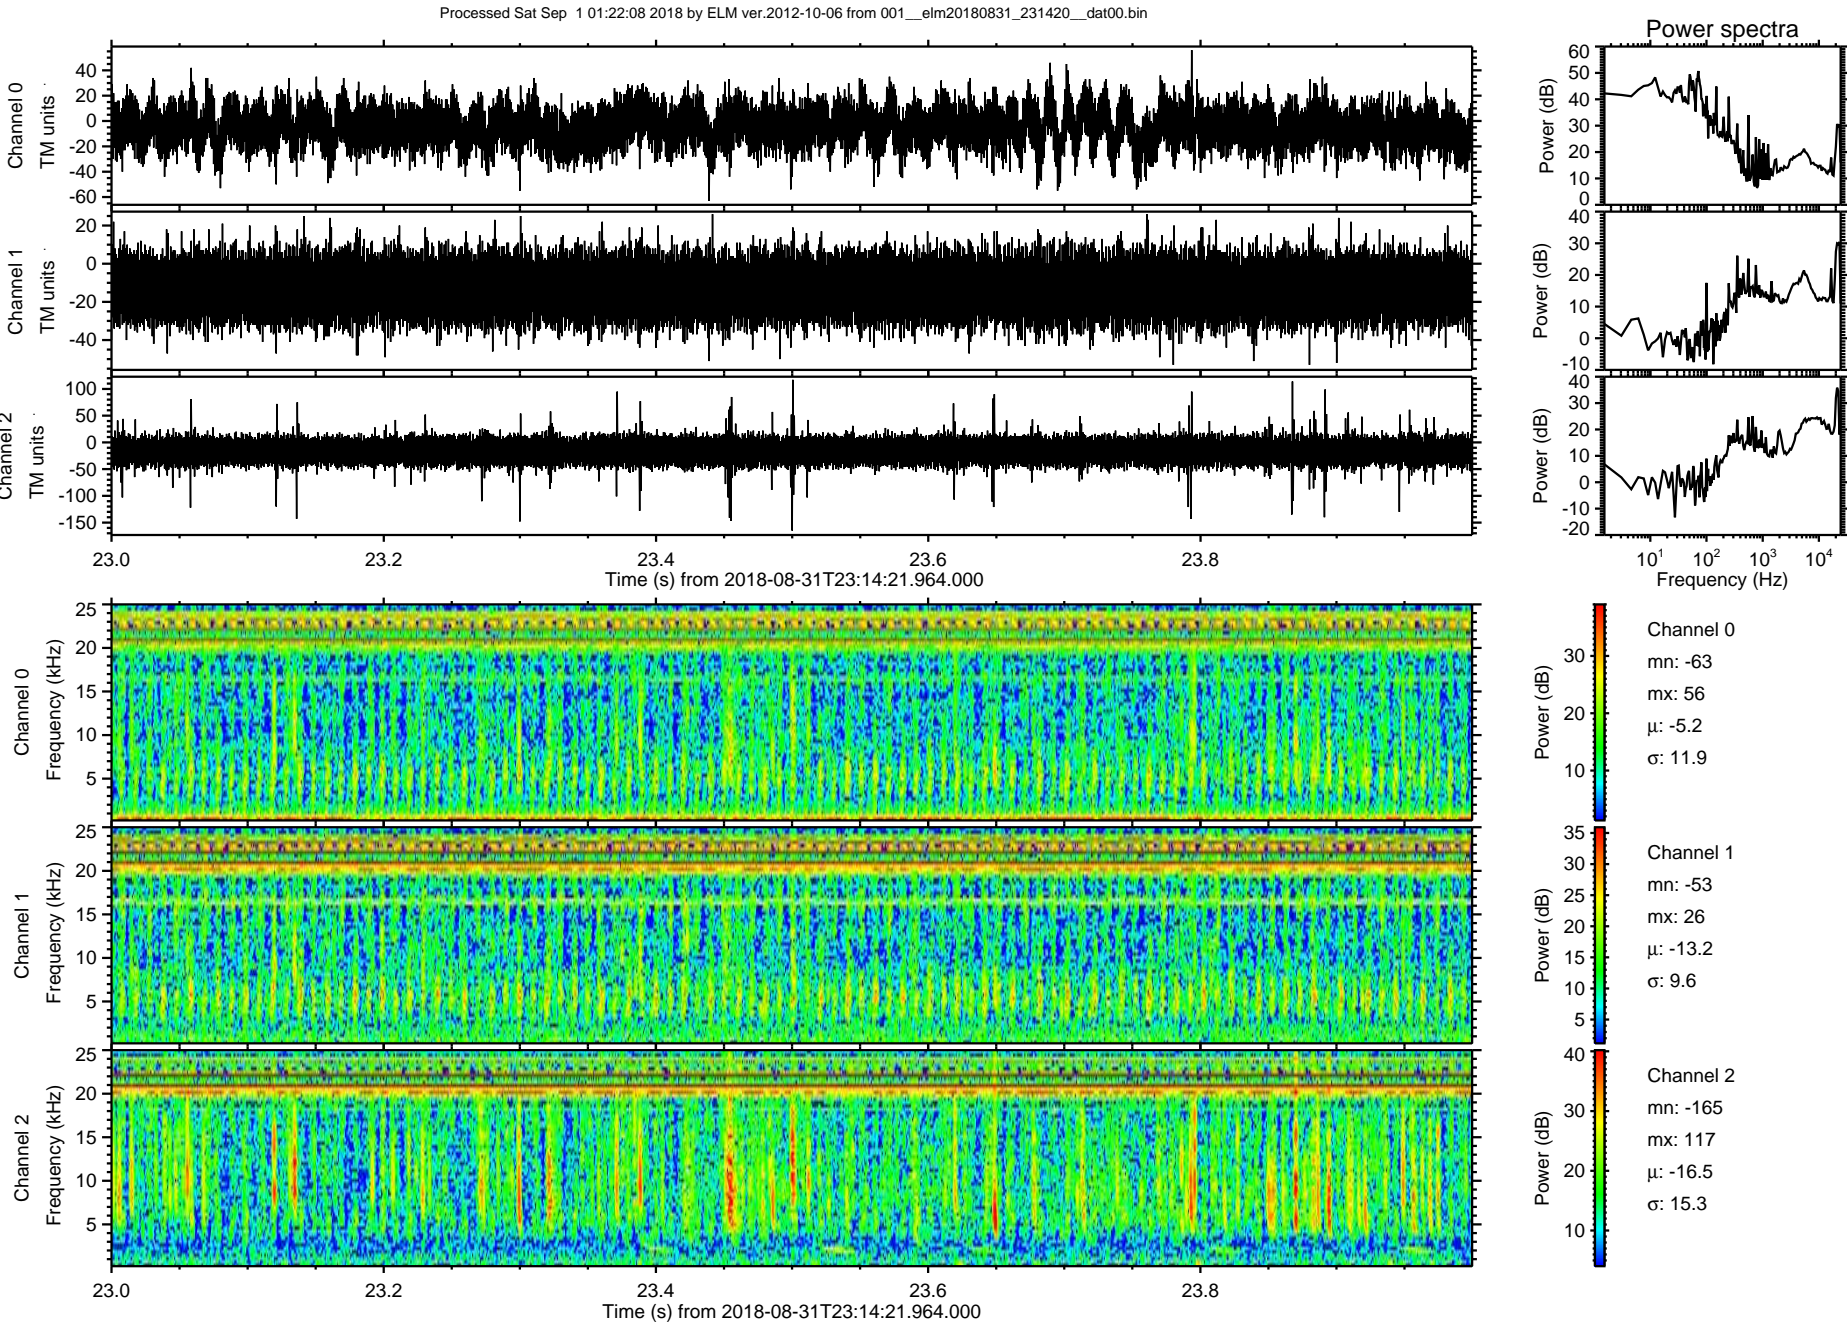 Processed Sat Sep 1 01:22:08 2018 by ELM ver.2012-10-06 from 001__elm20180831_231420__dat00.bin
Power spectra
Channel 0
TM units
40
20
0
-20
-40
-60
Power (dB)
60
50
40
30
20
10
0
Channel 1
TM units
20
0
-20
-40
Power (dB)
40
30
20
10
0
-10
Channel 2
TM units
100
50
0
-50
-100
-150
Power (dB)
40
30
20
10
0
-10
-20
23.0 23.2 23.4 23.6 23.8
Time (s) from 2018-08-31T23:14:21.964.000
10¹ 10² 10³ 10⁴
Frequency (Hz)
Channel 0
Frequency (kHz)
25
20
15
10
5
Power (dB)
30
20
10
Channel 0
mn: -63
mx: 56
μ: -5.2
σ: 11.9
Channel 1
Frequency (kHz)
25
20
15
10
5
Power (dB)
35
30
25
20
15
10
5
Channel 1
mn: -53
mx: 26
μ: -13.2
σ: 9.6
Channel 2
Frequency (kHz)
25
20
15
10
5
Power (dB)
40
30
20
10
Channel 2
mn: -165
mx: 117
μ: -16.5
σ: 15.3
23.0 23.2 23.4 23.6 23.8
Time (s) from 2018-08-31T23:14:21.964.000